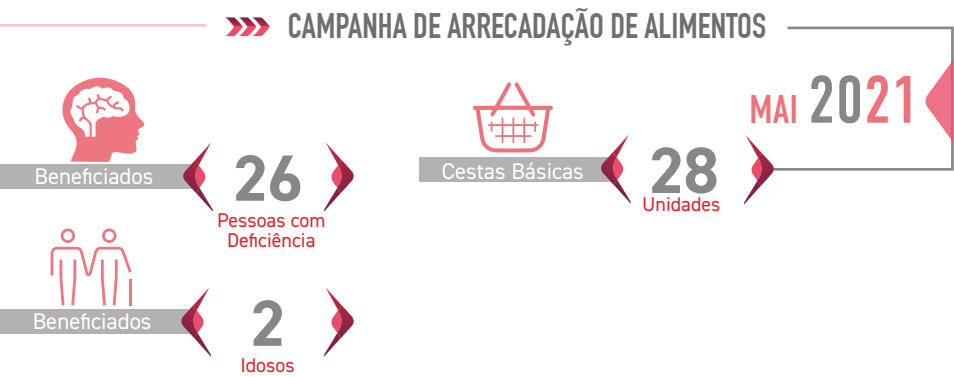 CAMPANHA DE ARRECADAÇÃO DE ALIMENTOS
MAI 2021
Beneficiados
26
Pessoas com
Deficiência
Cestas Básicas
28
Unidades
Beneficiados
2
Idosos